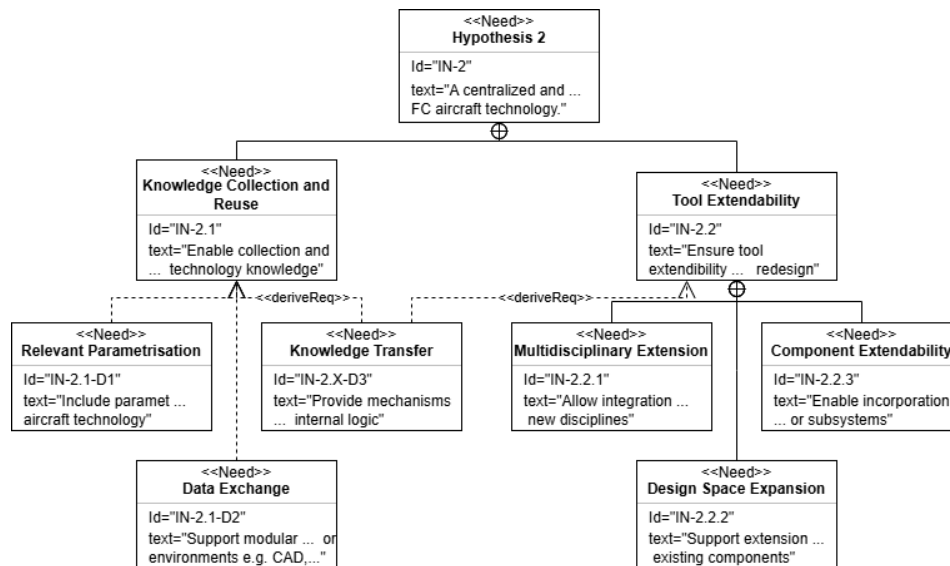 <<Need>>
Hypothesis 2
Id="IN-2"
text="A centralized and ...
FC aircraft technology."
<<Need>>
Knowledge Collection and
Reuse
Id="IN-2.1"
text="Enable collection and
... technology knowledge"
<<Need>>
Tool Extendability
Id="IN-2.2"
text="Ensure tool
extendibility ... redesign"
<<deriveReq>>
<<deriveReq>>
<<Need>>
Relevant Parametrisation
Id="IN-2.1-D1"
text="Include paramet ...
aircraft technology"
<<Need>>
Knowledge Transfer
Id="IN-2.X-D3"
text="Provide mechanisms
... internal logic"
<<Need>>
Multidisciplinary Extension
Id="IN-2.2.1"
text="Allow integration ...
new disciplines"
<<Need>>
Component Extendability
Id="IN-2.2.3"
text="Enable incorporation
... or subsystems"
<<Need>>
Data Exchange
Id="IN-2.1-D2"
text="Support modular ... or
environments e.g. CAD,..."
<<Need>>
Design Space Expansion
Id="IN-2.2.2"
text="Support extension ...
existing components"